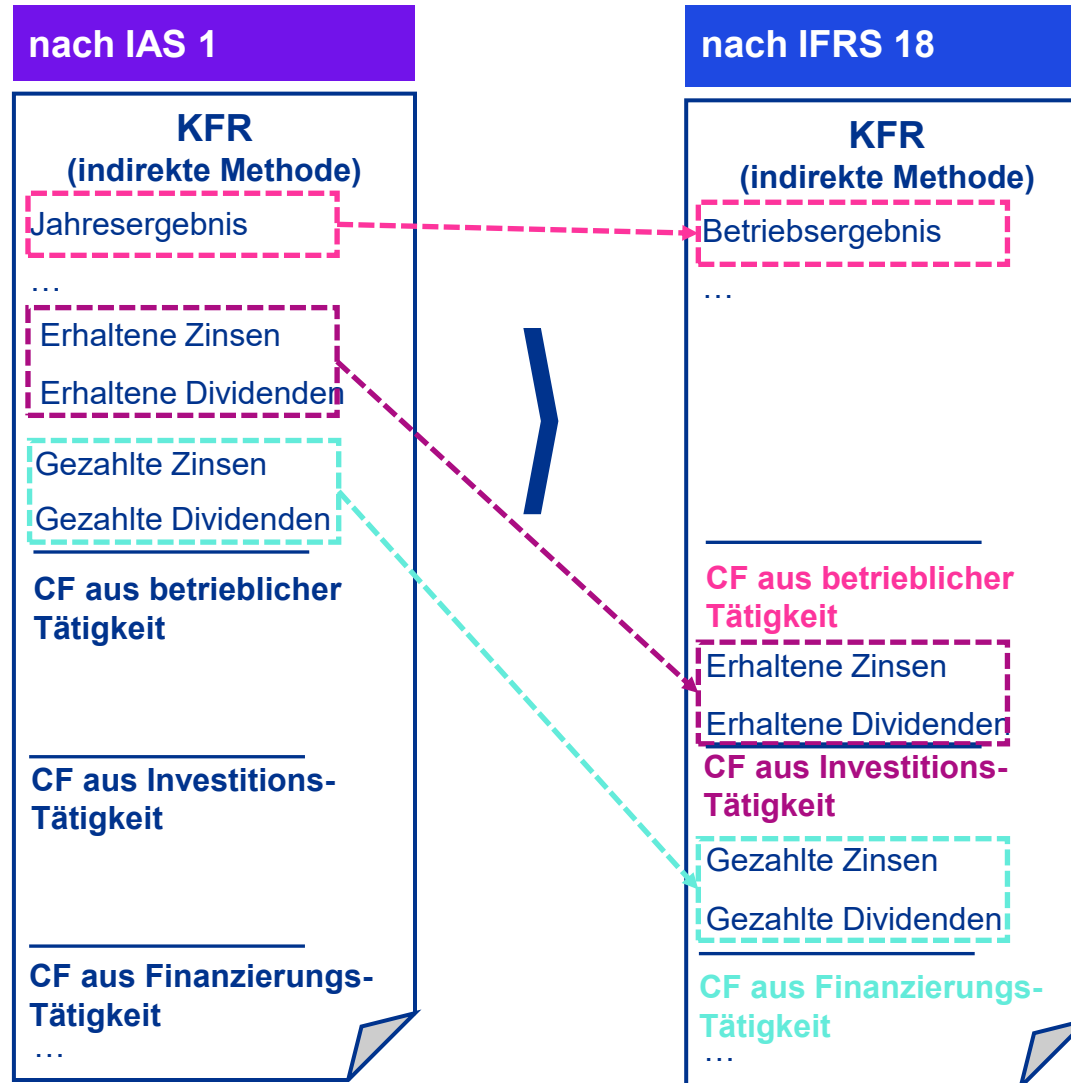 nach IAS 1
KFR
(indirekte Methode)
Jahresergebnis
…
Erhaltene Zinsen
Erhaltene Dividenden
Gezahlte Zinsen
Gezahlte Dividenden
CF aus betrieblicher
Tätigkeit
CF aus Investitions-
Tätigkeit
CF aus Finanzierungs-
Tätigkeit
…
nach IFRS 18
KFR
(indirekte Methode)
Betriebsergebnis
…
CF aus betrieblicher
Tätigkeit
Erhaltene Zinsen
Erhaltene Dividenden
CF aus Investitions-
Tätigkeit
Gezahlte Zinsen
Gezahlte Dividenden
CF aus Finanzierungs-
Tätigkeit
…